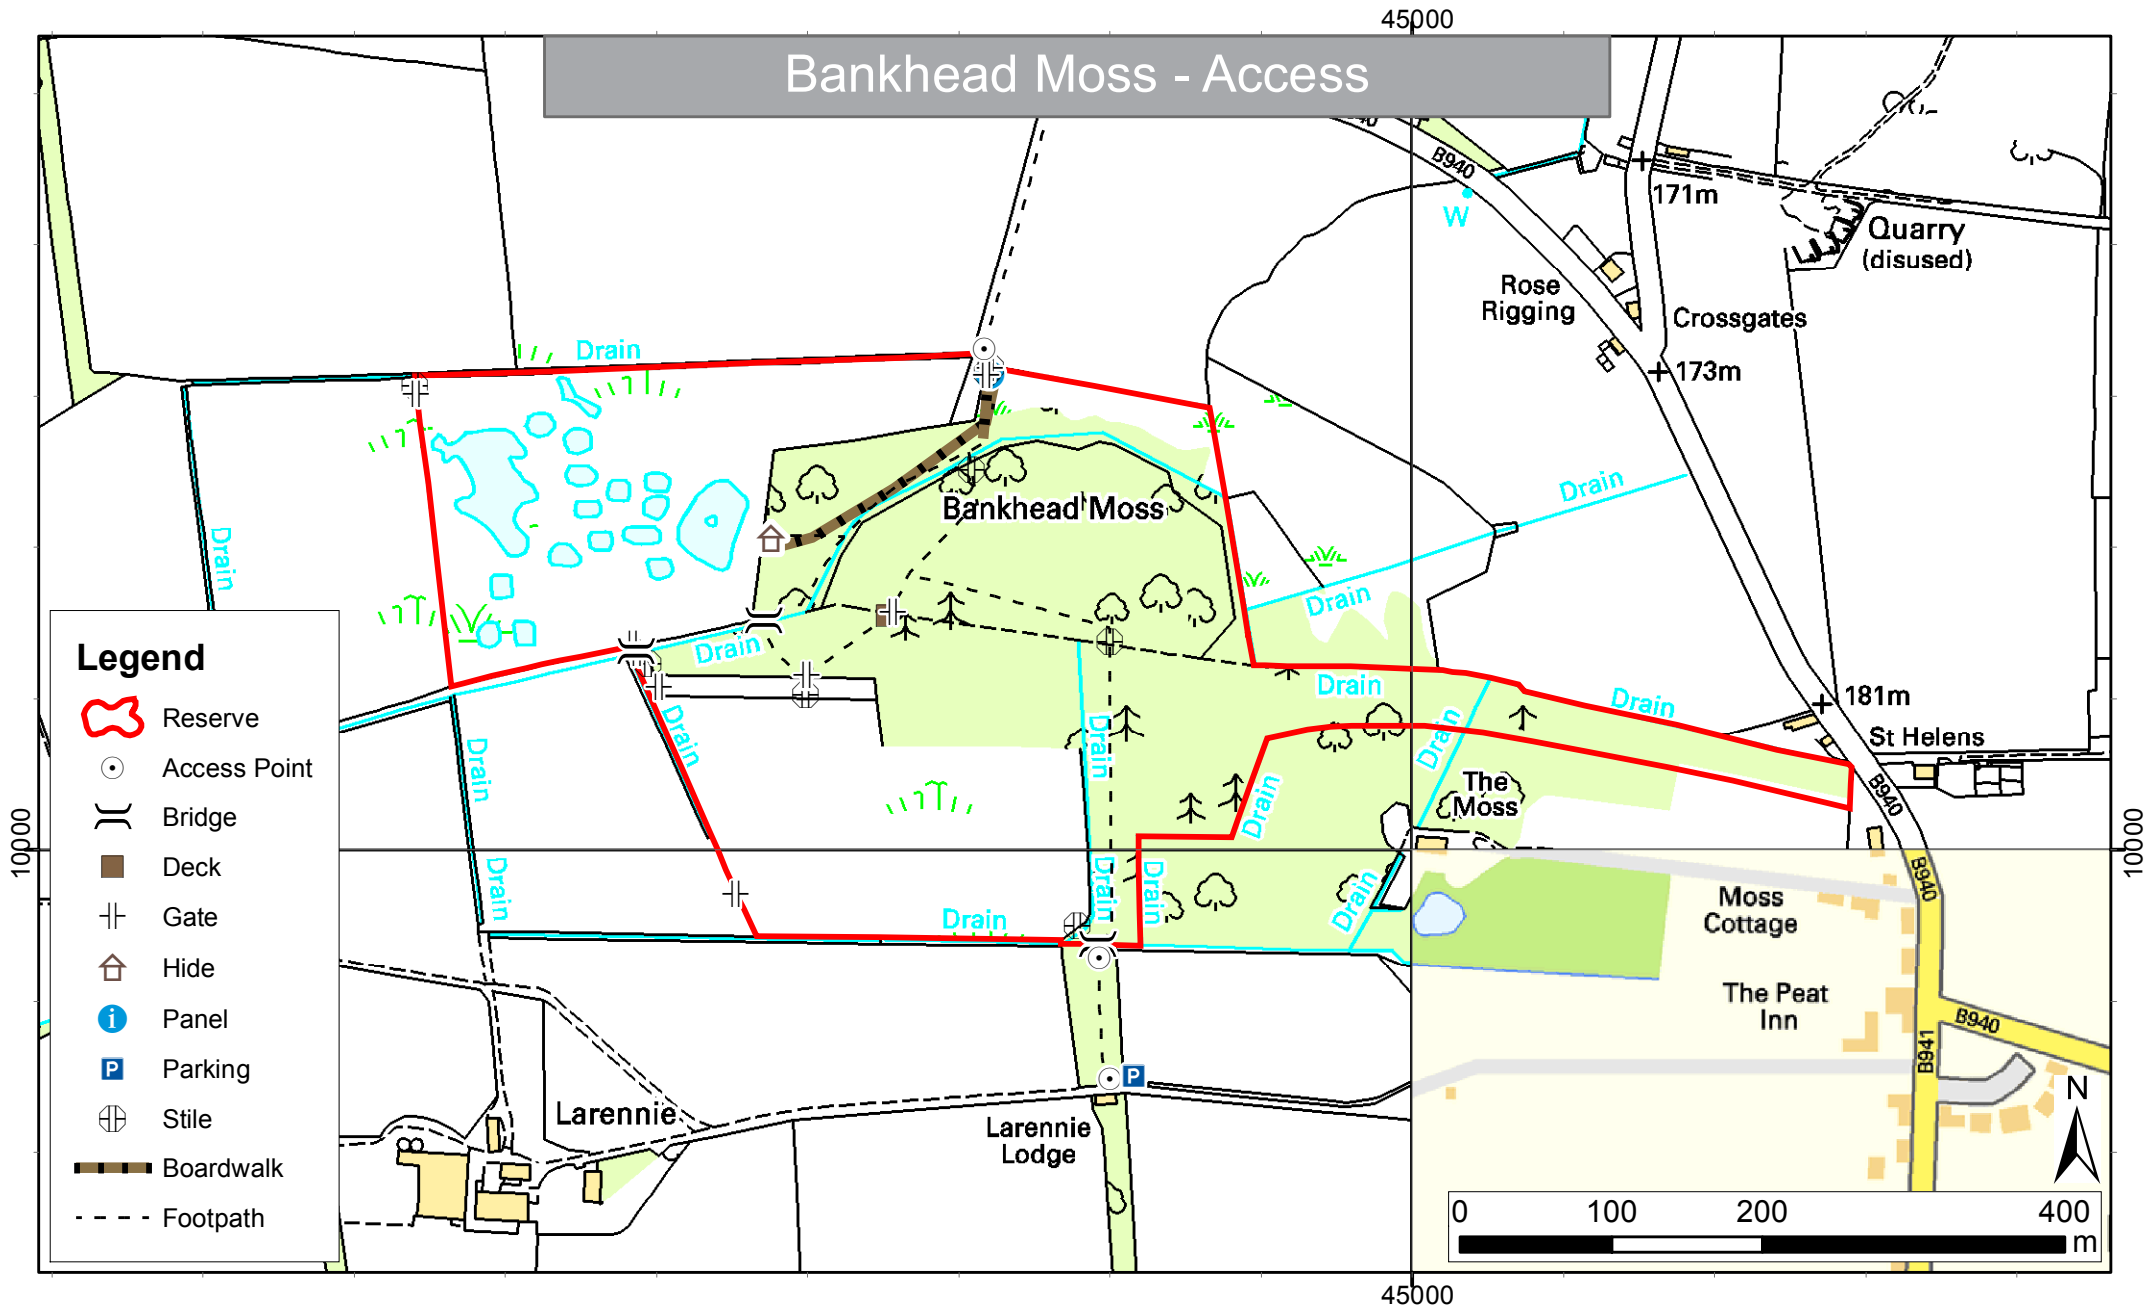 45000
Bankhead Moss - Access
B940
171m
W
Quarry
(disused)
Rose
Rigging
Crossgates
Drain
173m
Bankhead Moss
Drain
Drain
Drain
Drain
Drain
Drain
Drain
181m
St Helens
Drain
Drain
Drain
Drain
The
Moss
Drain
B940
10000
10000
Drain
Drain
Drain
Drain
Drain
B940
Moss
Cottage
Drain
The Peat
Inn
B940
B941
Larennie
Larennie
Lodge
P
Legend
Reserve
Access Point
Bridge
Deck
Gate
Hide
i
Panel
P
Parking
Stile
Boardwalk
Footpath
N
0 100 200 400
m
45000